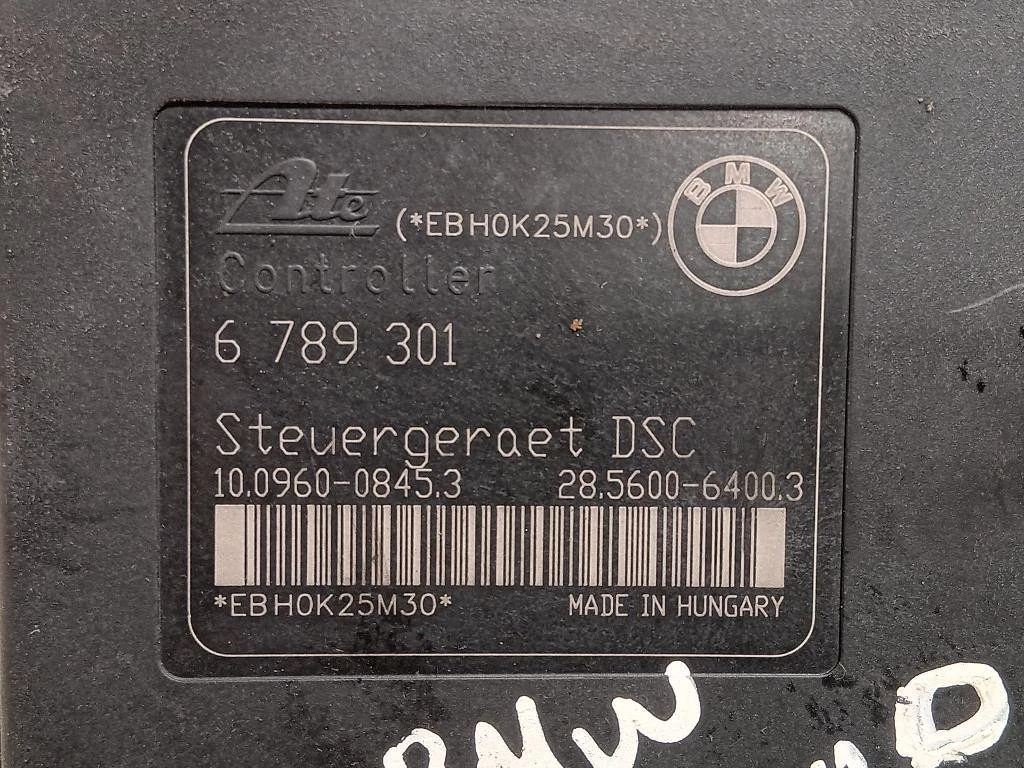 Ate (*EBH0K25M30*) BMW
Controller
6 789 301
Steuergeraet DSC
10.0960-0845.3 28.5600-6400.3
*EBH0K25M30* MADE IN HUNGARY
BMW